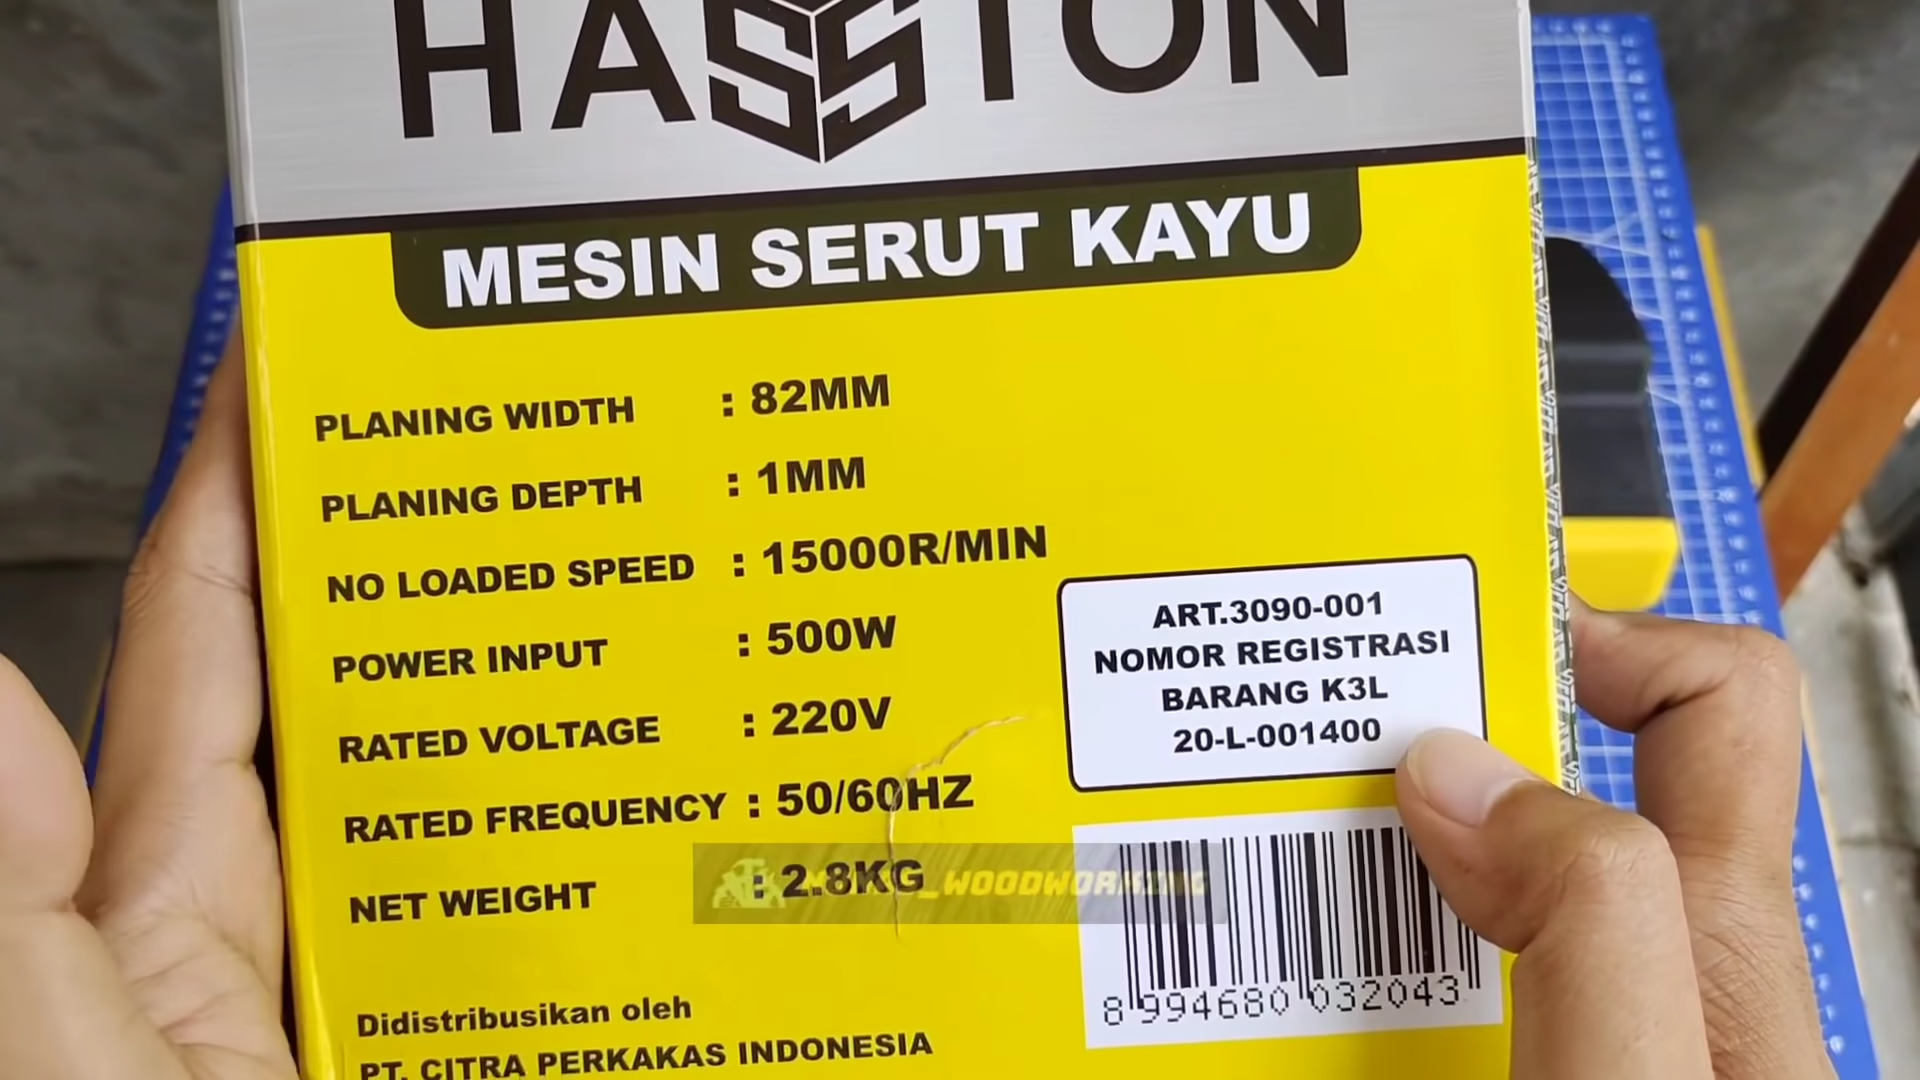 HASSTON
MESIN SERUT KAYU
PLANING WIDTH : 82MM
PLANING DEPTH : 1MM
NO LOADED SPEED : 15000R/MIN
POWER INPUT : 500W
RATED VOLTAGE : 220V
RATED FREQUENCY : 50/60HZ
NET WEIGHT : 2.8KG
ART.3090-001
NOMOR REGISTRASI
BARANG K3L
20-L-001400
_WOODWORKING
8 994680 032043
Didistribusikan oleh
PT. CITRA PERKAKAS INDONESIA